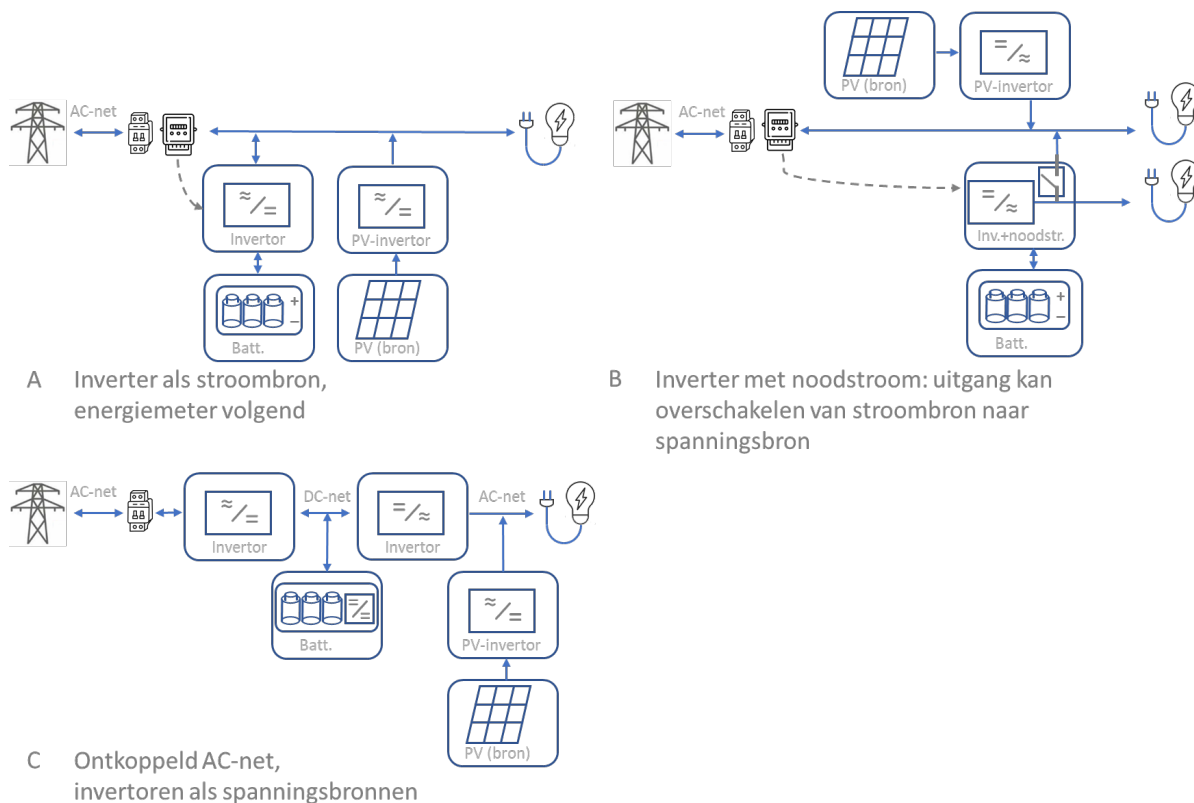 AC-net
Invertor
PV-invertor
Batt.
+
−
PV (bron)
A Inverter als stroombron,
energiemeter volgend
PV (bron)
PV-invertor
AC-net
Inv.+noodstr.
Batt.
+
−
B Inverter met noodstroom: uitgang kan
overschakelen van stroombron naar
spanningsbron
AC-net
DC-net
AC-net
Invertor
Invertor
Batt.
PV-invertor
PV (bron)
C Ontkoppeld AC-net,
invertoren als spanningsbronnen